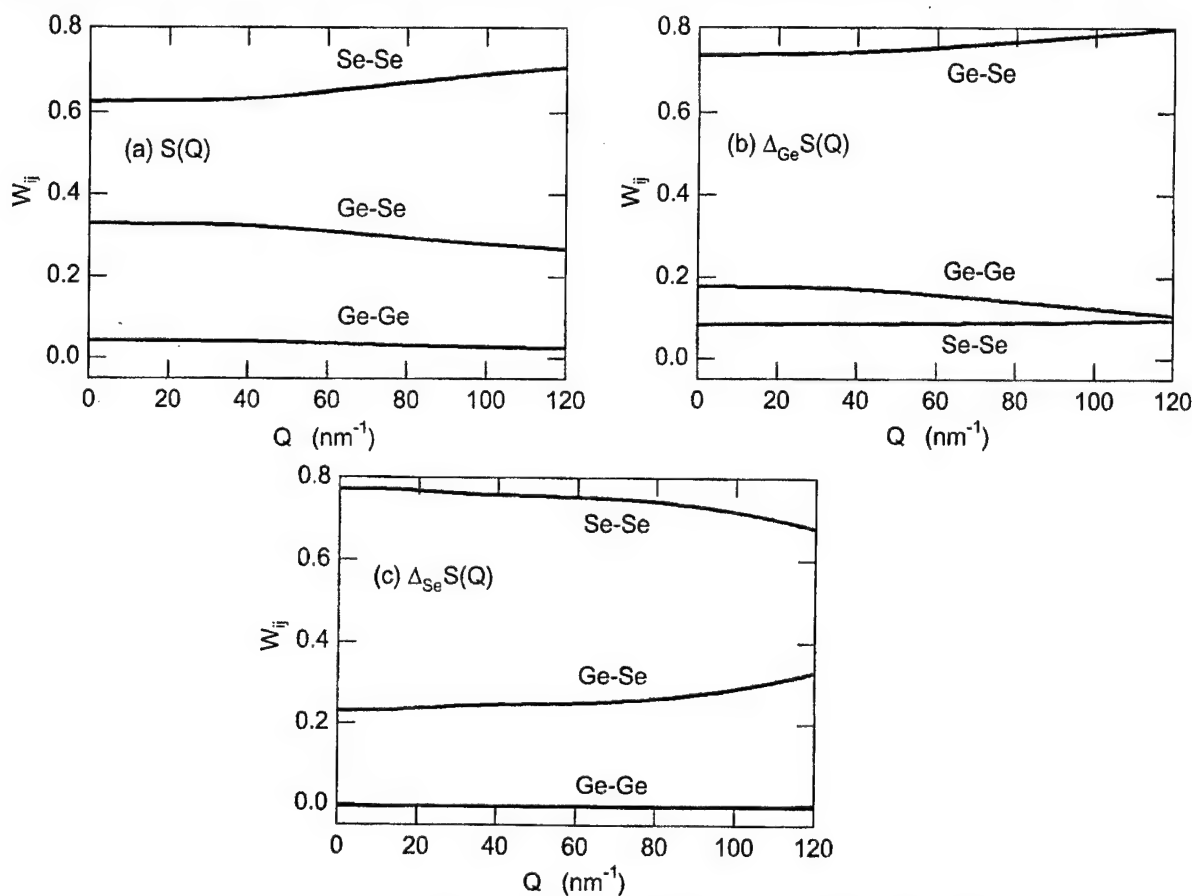 0.8
0.6
0.4
0.2
0.0
W_ij
Se-Se
(a) S(Q)
Ge-Se
Ge-Ge
0 20 40 60 80 100 120
Q (nm⁻¹)
0.8
0.6
0.4
0.2
0.0
W_ij
Ge-Se
(b) Δ_Ge S(Q)
Ge-Ge
Se-Se
0 20 40 60 80 100 120
Q (nm⁻¹)
0.8
0.6
0.4
0.2
0.0
W_ij
Se-Se
(c) Δ_Se S(Q)
Ge-Se
Ge-Ge
0 20 40 60 80 100 120
Q (nm⁻¹)